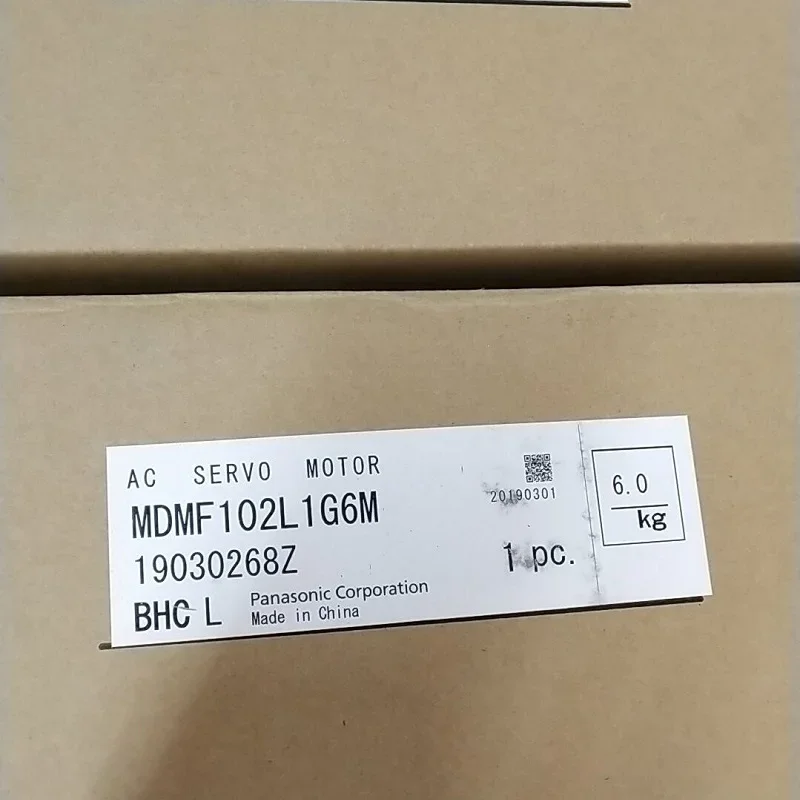 AC SERVO MOTOR
20190301
MDMF102L1G6M
6.0
kg
19030268Z
1 pc.
BHC L
Panasonic Corporation
Made in China